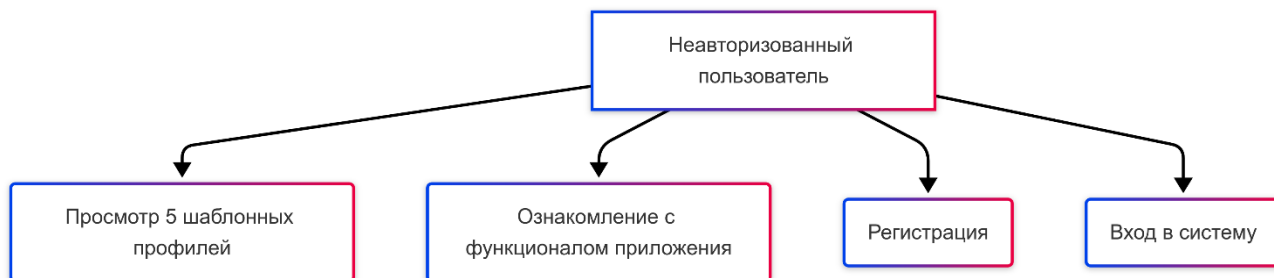 Неавторизованный
пользователь
Просмотр 5 шаблонных
профилей
Ознакомление с
функционалом приложения
Регистрация
Вход в систему